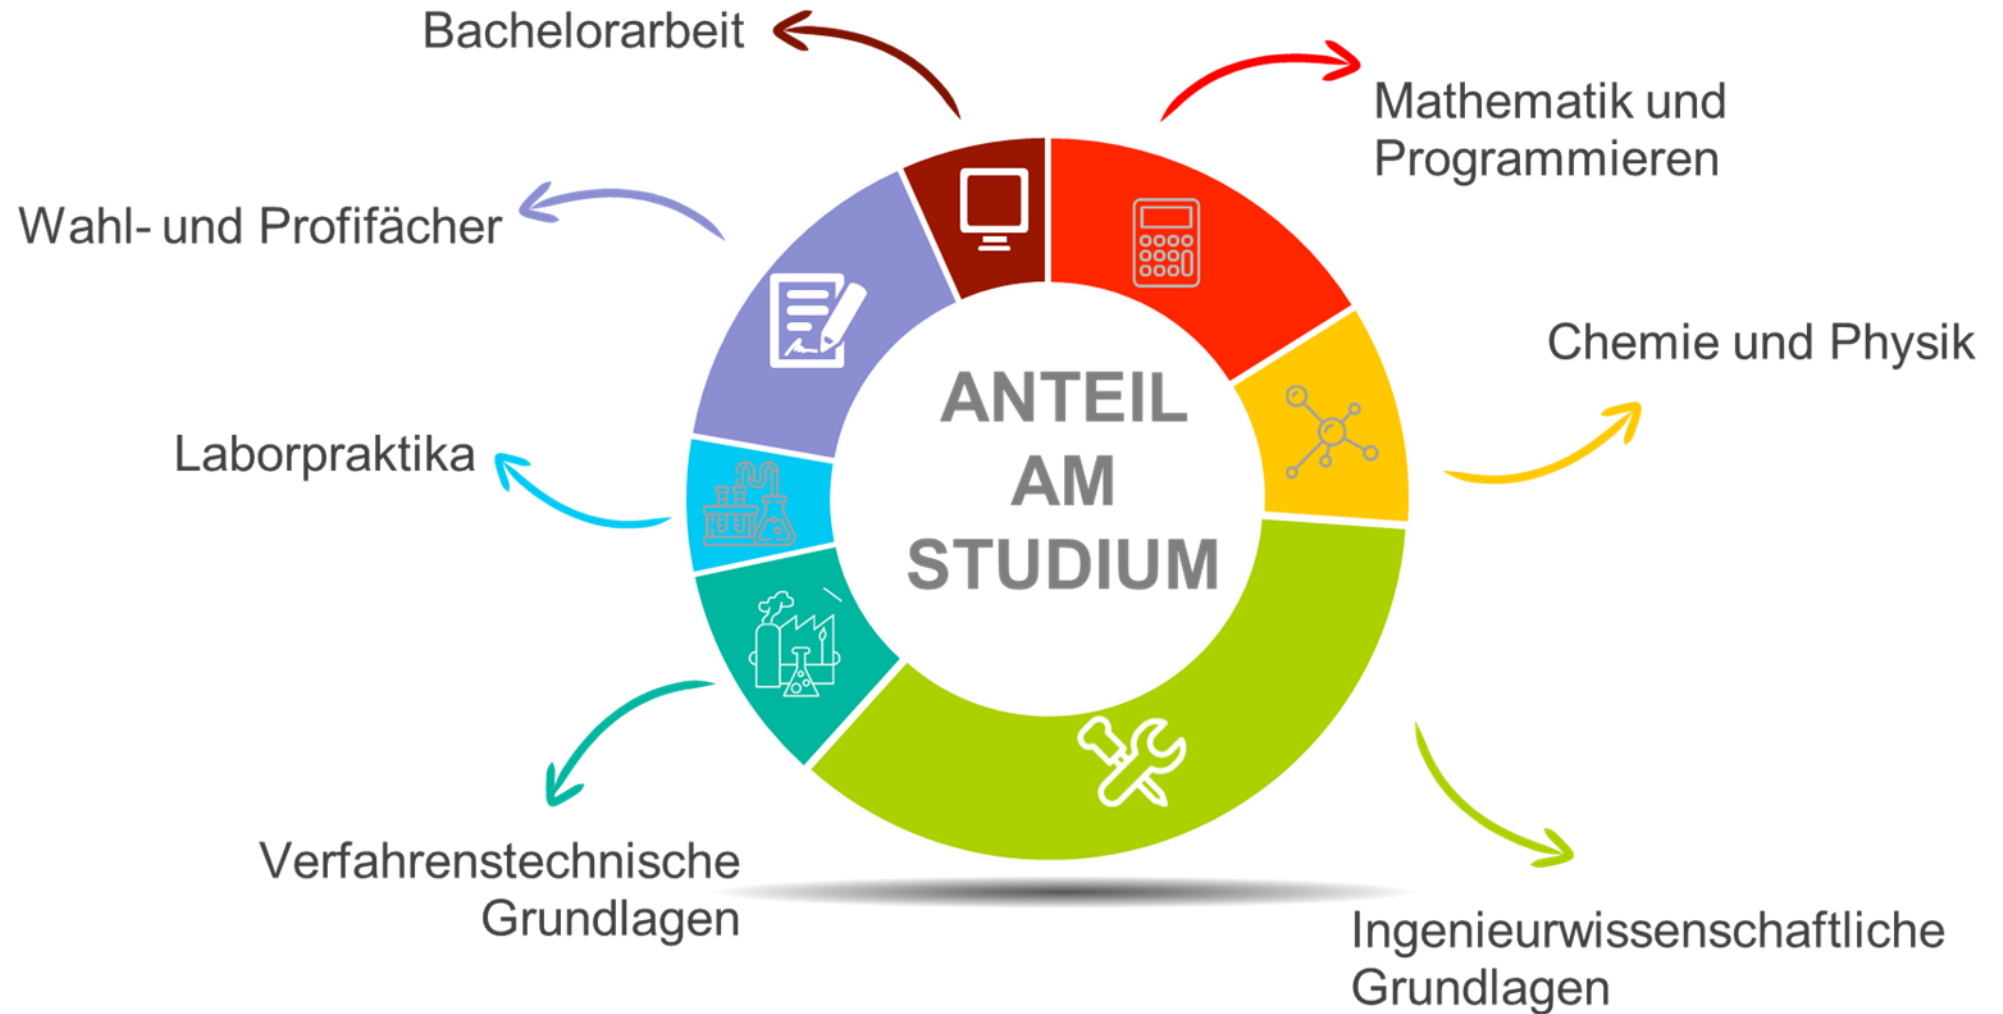 Bachelorarbeit
Mathematik und
Programmieren
Wahl- und Profifächer
Chemie und Physik
ANTEIL
AM
STUDIUM
Laborpraktika
Verfahrenstechnische
Grundlagen
Ingenieurwissenschaftliche
Grundlagen